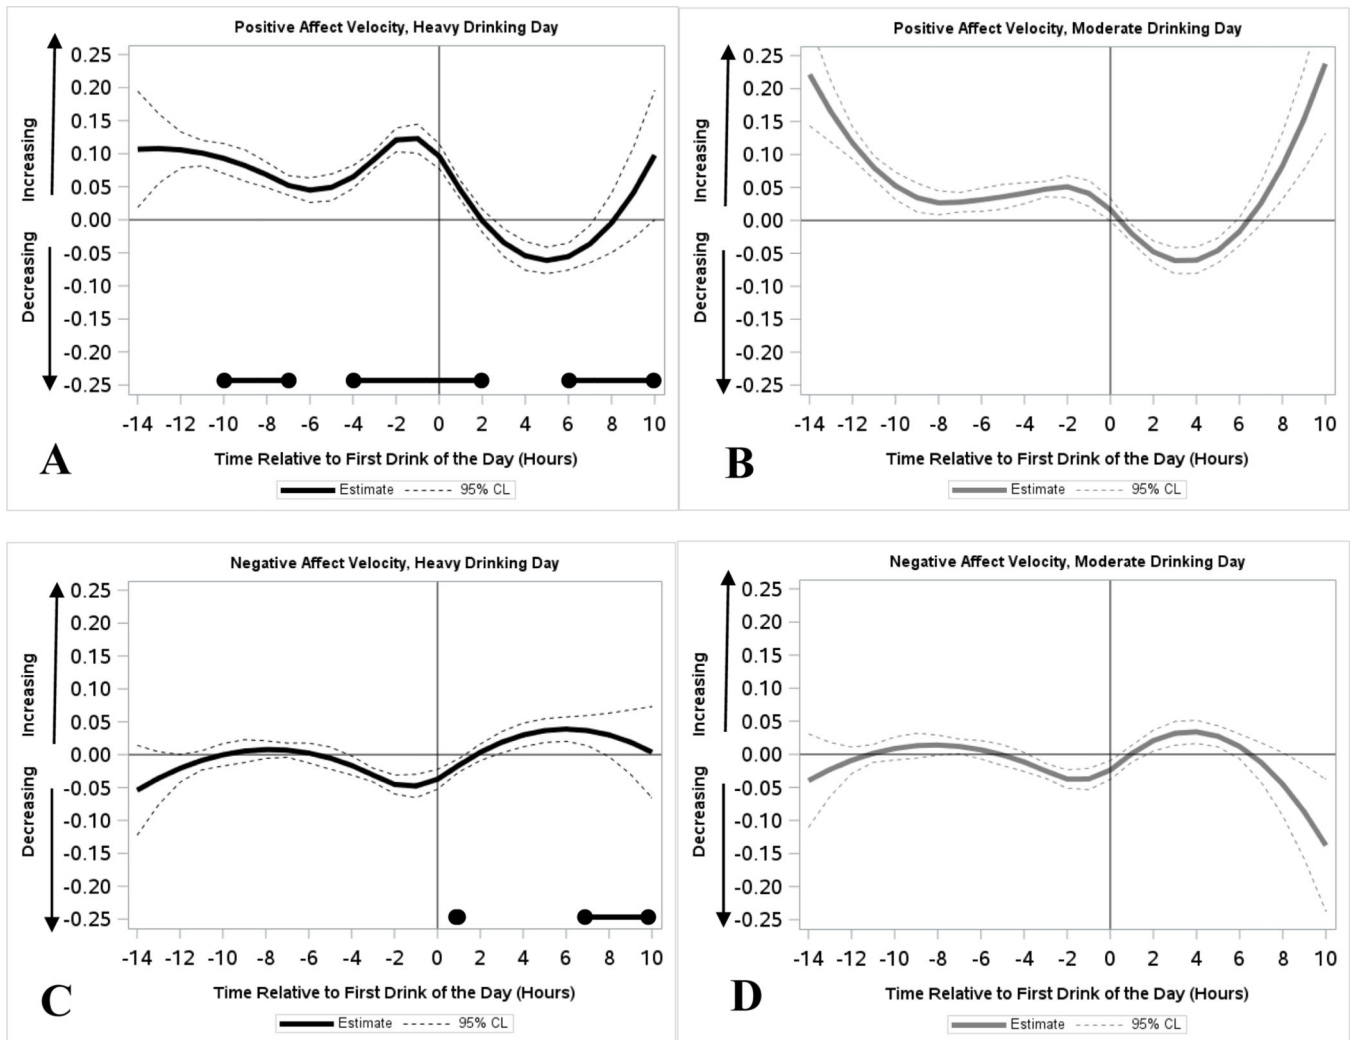 Positive Affect Velocity, Heavy Drinking Day
Increasing
Decreasing
0.25
0.20
0.15
0.10
0.05
0.00
-0.05
-0.10
-0.15
-0.20
-0.25
-14 -12 -10 -8 -6 -4 -2 0 2 4 6 8 10
A
Time Relative to First Drink of the Day (Hours)
Estimate 95% CL
Positive Affect Velocity, Moderate Drinking Day
Increasing
Decreasing
0.25
0.20
0.15
0.10
0.05
0.00
-0.05
-0.10
-0.15
-0.20
-0.25
-14 -12 -10 -8 -6 -4 -2 0 2 4 6 8 10
B
Time Relative to First Drink of the Day (Hours)
Estimate 95% CL
Negative Affect Velocity, Heavy Drinking Day
Increasing
Decreasing
0.25
0.20
0.15
0.10
0.05
0.00
-0.05
-0.10
-0.15
-0.20
-0.25
-14 -12 -10 -8 -6 -4 -2 0 2 4 6 8 10
C
Time Relative to First Drink of the Day (Hours)
Estimate 95% CL
Negative Affect Velocity, Moderate Drinking Day
Increasing
Decreasing
0.25
0.20
0.15
0.10
0.05
0.00
-0.05
-0.10
-0.15
-0.20
-0.25
-14 -12 -10 -8 -6 -4 -2 0 2 4 6 8 10
D
Time Relative to First Drink of the Day (Hours)
Estimate 95% CL